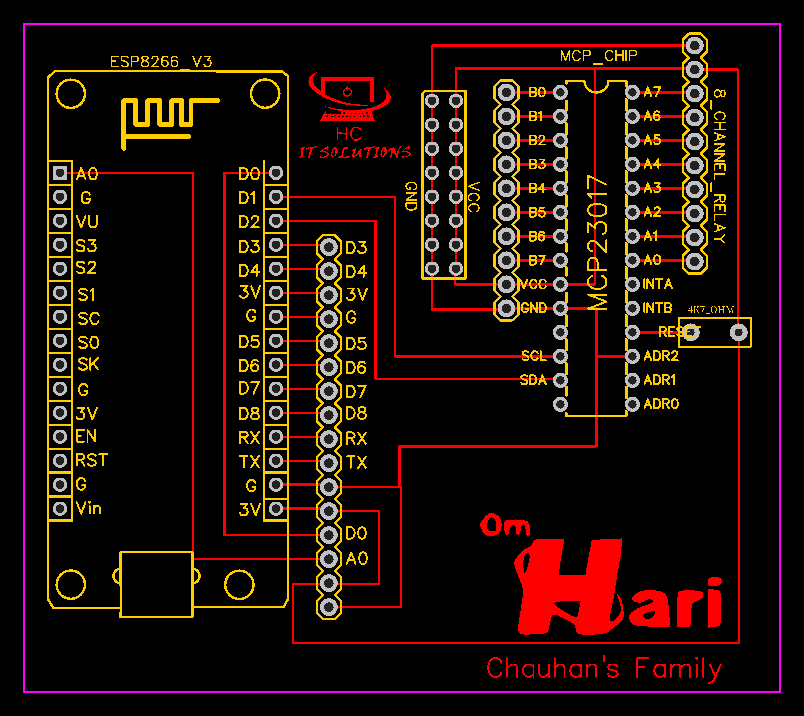 ESP8266_V3
HC
IT SOLUTIONS
MCP_CHIP
A0
G
VU
S3
S2
S1
SC
S0
SK
G
3V
EN
RST
G
Vin
D0
D1
D2
D3
D4
3V
G
D5
D6
D7
D8
RX
TX
G
3V
D3
D4
3V
G
D5
D6
D7
D8
RX
TX
D0
A0
GND
VCC
B0
B1
B2
B3
B4
B5
B6
B7
VCC
GND
SCL
SDA
MCP23017
A7
A6
A5
A4
A3
A2
A1
A0
INTA
INTB
RESET
ADR2
ADR1
ADR0
8_CHANNEL_RELAY
4K7_OHM
Om
Hari
Chauhan's Family